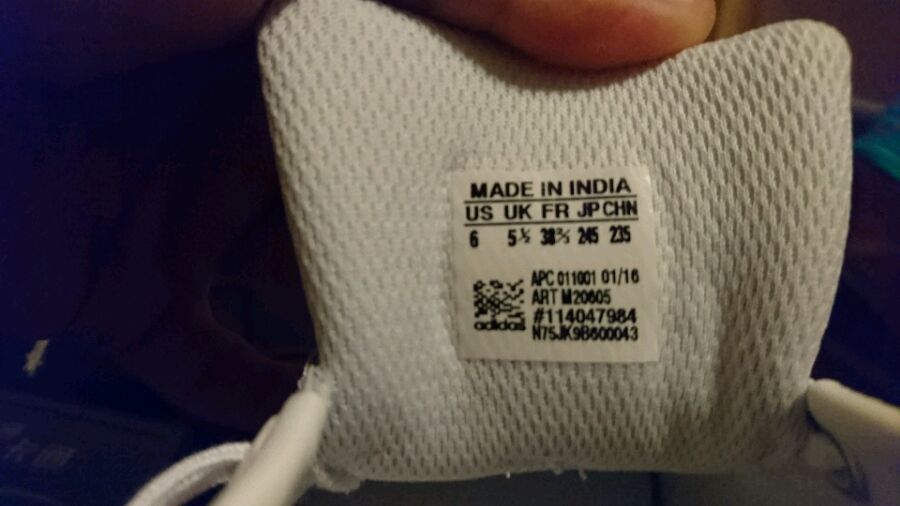 MADE IN INDIA
US UK FR JP CHN
6 5½ 38⅔ 245 235
APC 011001 01/16
ART M20605
#114047984
adidas N75JK9B600043